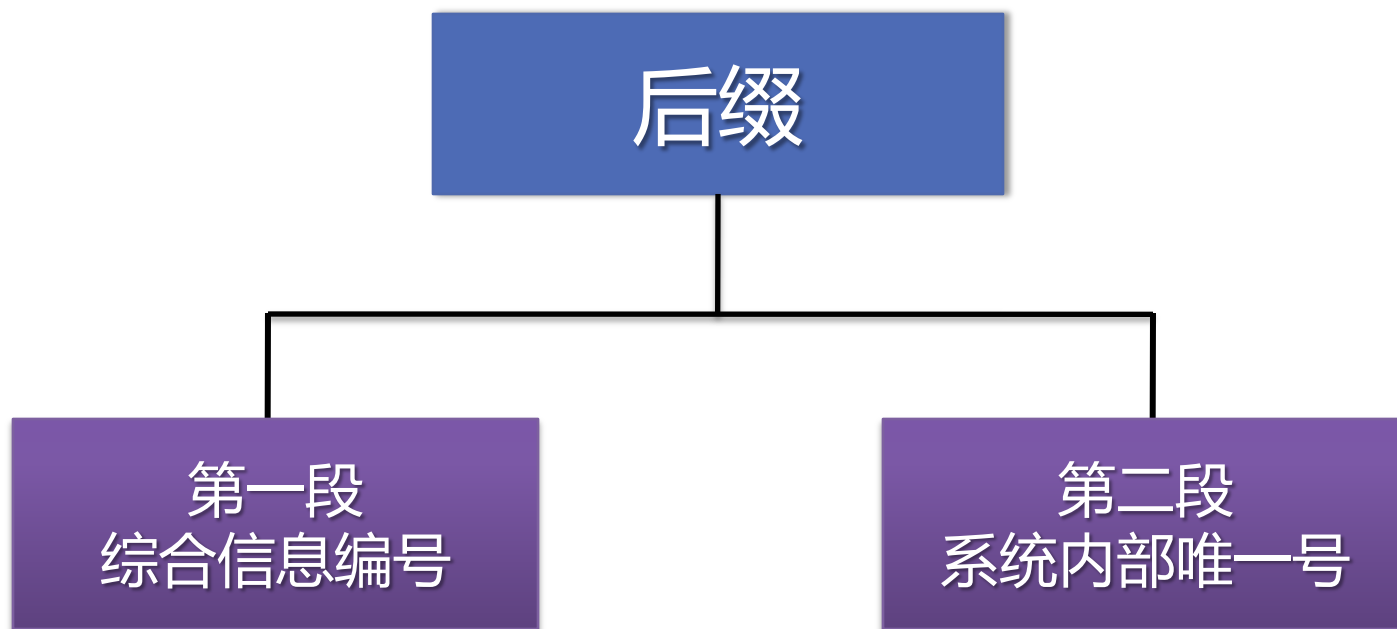 后缀
第一段
综合信息编号
第二段
系统内部唯一号